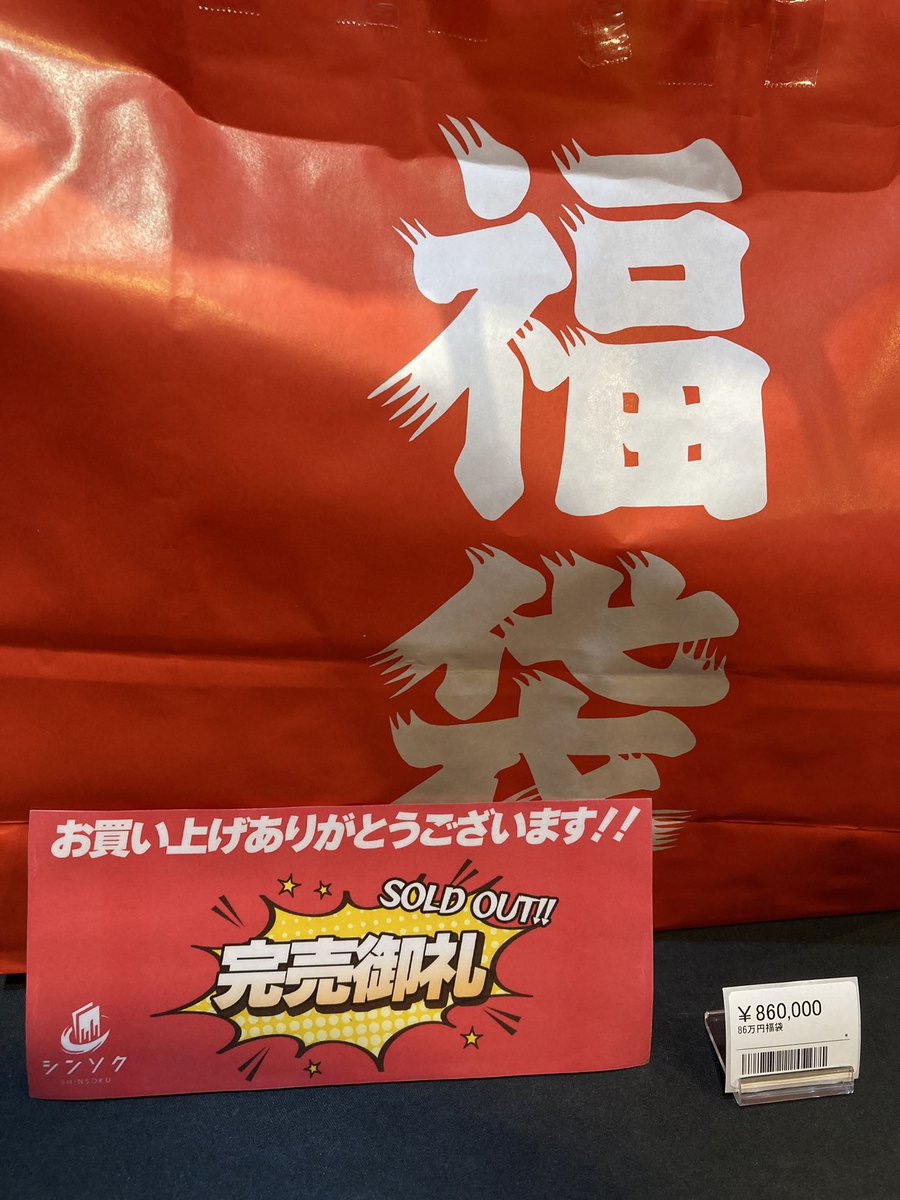 福袋
お買い上げありがとうございます!!
SOLD OUT!!
完売御礼
シンソク
SHINSOKU
￥860,000
86万円福袋